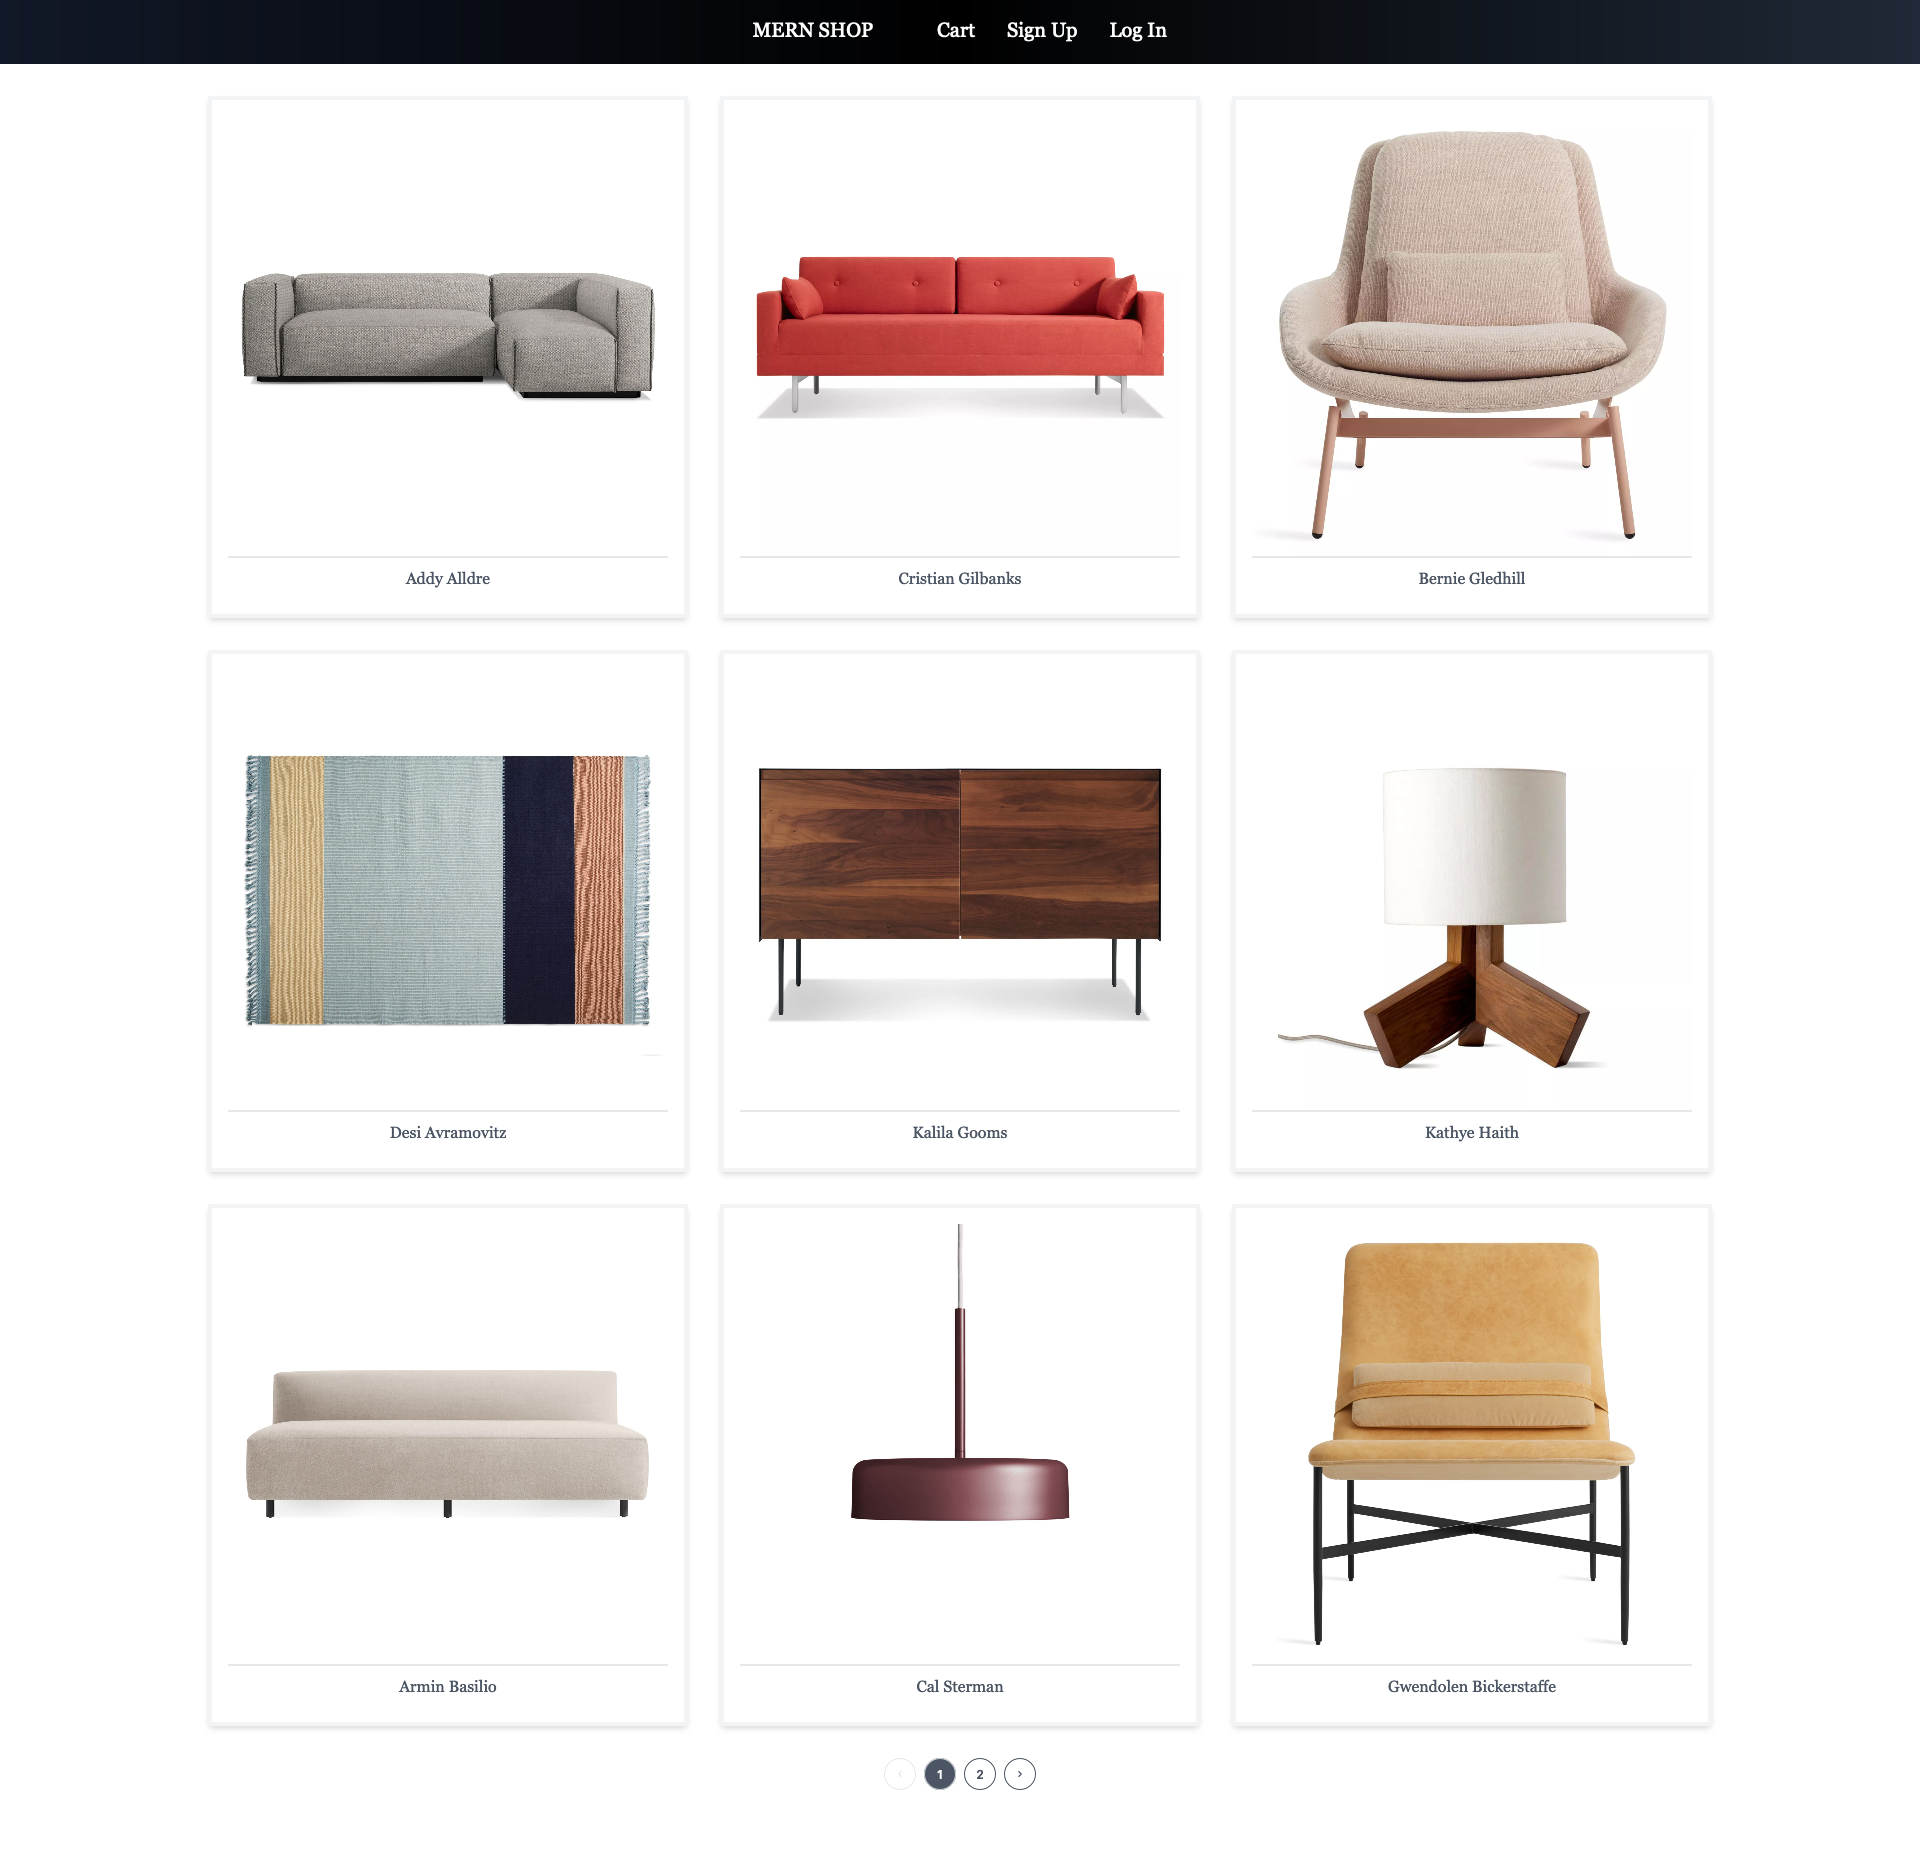 MERN SHOP Cart Sign Up Log In
Addy Alldre
Cristian Gilbanks
Bernie Gledhill
Desi Avramovitz
Kalila Gooms
Kathye Haith
Armin Basilio
Cal Sterman
Gwendolen Bickerstaffe
‹ 1 2 ›